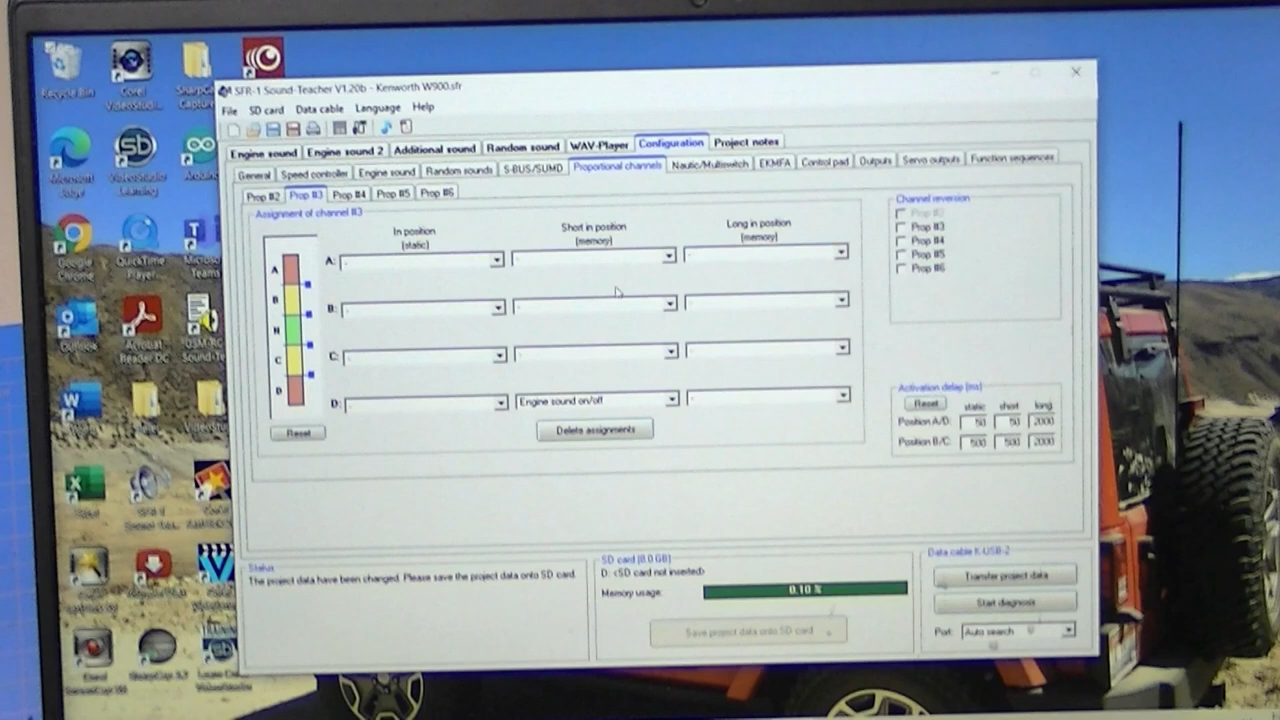 SFR-1 Sound-Teacher V1.20b - Kenworth W900.sfr
File SD card Data cable Language Help
Engine sound Engine sound 2 Additional sound Random sound WAV-Player Configuration Project notes
General Speed controller Engine sound Random sounds S-BUS/SUMD Proportional channels Nautic/Multiswitch EKMFA Control pad Outputs Servo outputs Function sequences
Prop #2 Prop #3 Prop #4 Prop #5 Prop #6
Assignment of channel #3
In position
(static)
Short in position
(memory)
Long in position
(memory)
A:
B:
C:
D: Engine sound on/off
A
B
N
C
D
Reset
Delete assignments
Channel reversion
Prop #2
Prop #3
Prop #4
Prop #5
Prop #6
Activation delay [ms]
Reset static short long
Position A/D: 50 50 2000
Position B/C: 500 500 2000
Status
The project data have been changed. Please save the project data onto SD card.
SD card [8.0 GB]
D: <SD card not inserted>
Memory usage: 0.10 %
Save project data onto SD card
Data cable K-USB-2
Transfer project data
Start diagnosis
Port: Auto search
Recycle Bin
Corel
VideoStudi...
SharpCap
Capture
Microsoft
Edge
VideoStudio
Learning
Google
Chrome
QuickTime
Player
Microsoft
Teams
Outlook
Acrobat
Reader DC
Sound-Te
Word
Excel